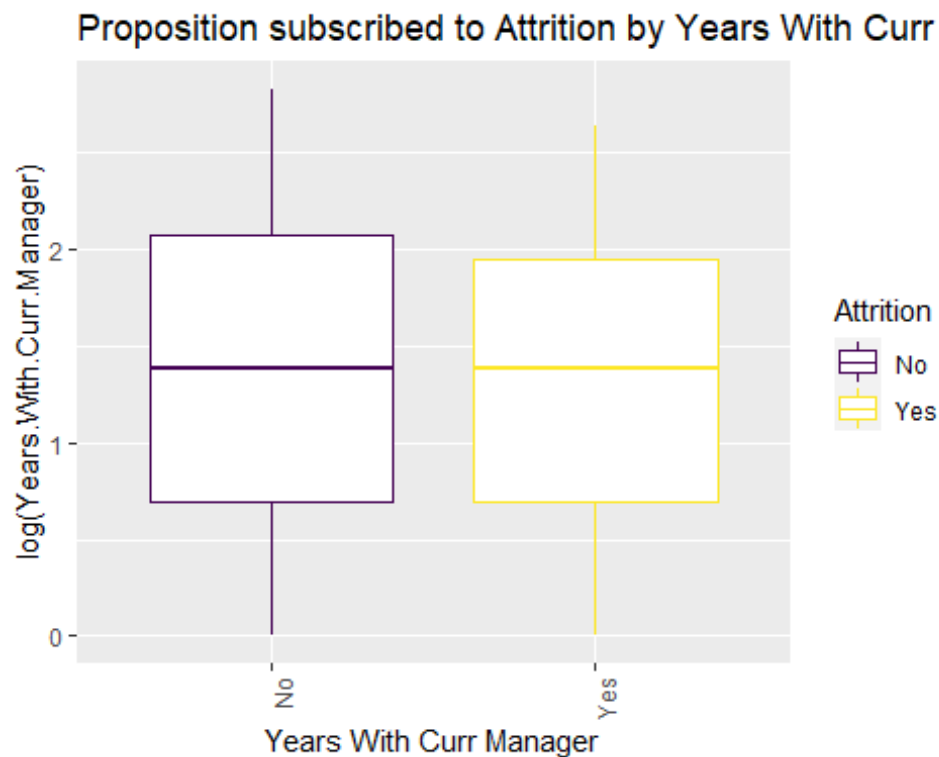 Proposition subscribed to Attrition by Years With Curr
log(Years.With.Curr.Manager)
2
1
0
No
Yes
Years With Curr Manager
Attrition
No
Yes